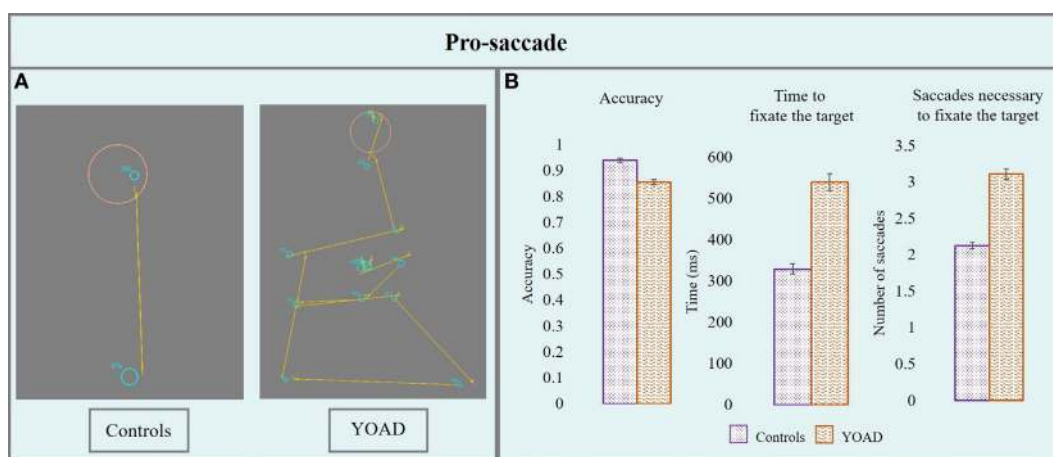 Pro-saccade
A
Controls
YOAD
B
Accuracy
Accuracy
1
0.9
0.8
0.7
0.6
0.5
0.4
0.3
0.2
0.1
0
Time to
fixate the target
Time (ms)
600
500
400
300
200
100
0
Saccades necessary
to fixate the target
Number of saccades
3.5
3
2.5
2
1.5
1
0.5
0
Controls
YOAD